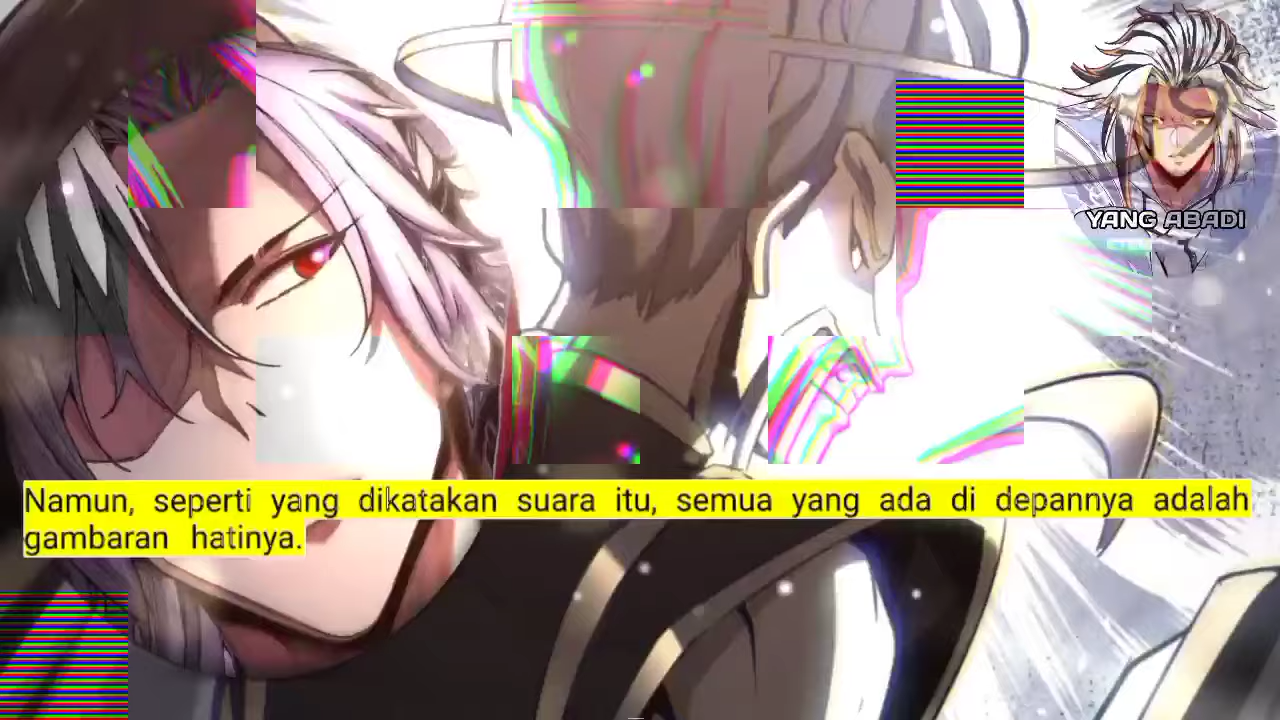 YANG ABADI
Namun, seperti yang dikatakan suara itu, semua yang ada di depannya adalah
gambaran hatinya.